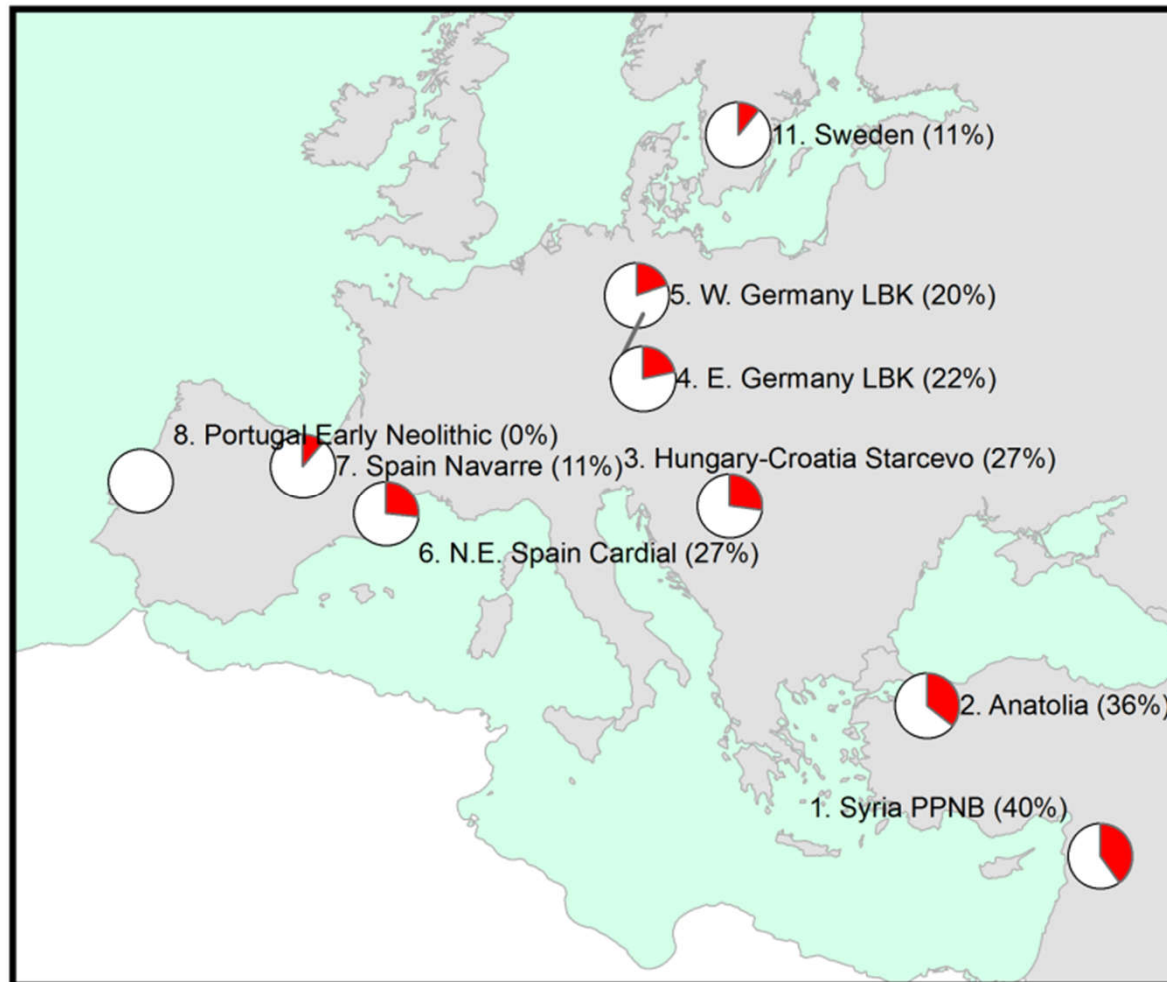 11. Sweden (11%)
5. W. Germany LBK (20%)
4. E. Germany LBK (22%)
8. Portugal Early Neolithic (0%)
7. Spain Navarre (11%)
3. Hungary-Croatia Starcevo (27%)
6. N.E. Spain Cardial (27%)
2. Anatolia (36%)
1. Syria PPNB (40%)